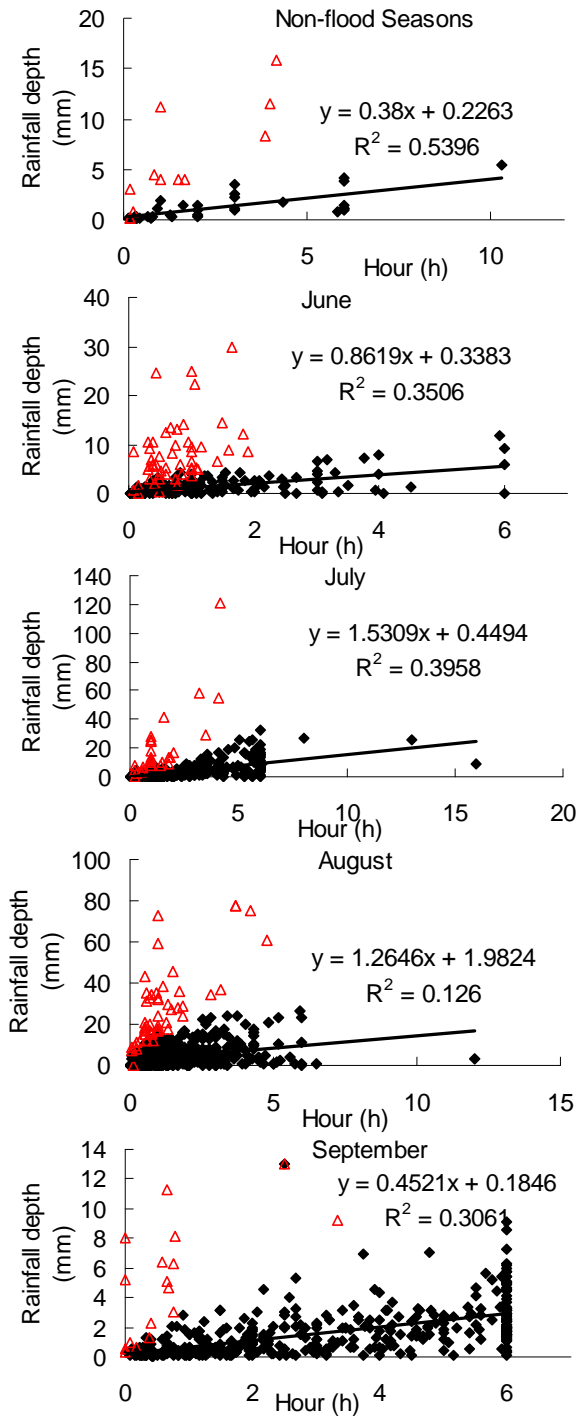 Non-flood Seasons
Rainfall depth
(mm)
20
15
10
5
0
y = 0.38x + 0.2263
R² = 0.5396
0 5 10
Hour (h)
June
Rainfall depth
(mm)
40
30
20
10
0
y = 0.8619x + 0.3383
R² = 0.3506
0 2 4 6
Hour (h)
July
Rainfall depth
(mm)
140
120
100
80
60
40
20
0
y = 1.5309x + 0.4494
R² = 0.3958
0 5 10 15 20
Hour (h)
August
Rainfall depth
(mm)
100
80
60
40
20
0
y = 1.2646x + 1.9824
R² = 0.126
0 5 10 15
Hour (h)
September
Rainfall depth
(mm)
14
12
10
8
6
4
2
0
y = 0.4521x + 0.1846
R² = 0.3061
0 2 4 6
Hour (h)